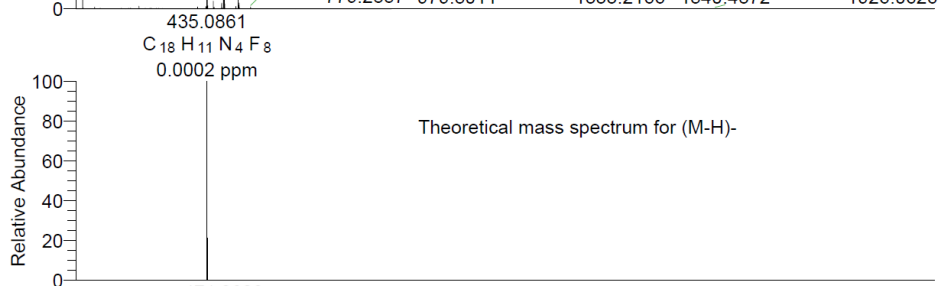 0
435.0861
C 18 H 11 N 4 F 8
0.0002 ppm
100
80
Theoretical mass spectrum for (M-H)-
60
40
20
0
Relative Abundance